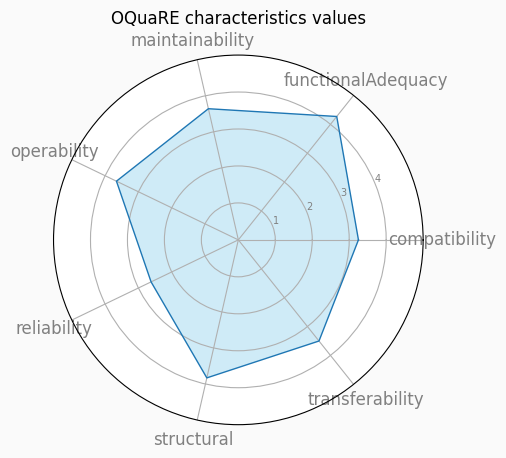 OQuaRE characteristics values
maintainability
functionalAdequacy
operability
4
3
2
1
compatibility
reliability
transferability
structural